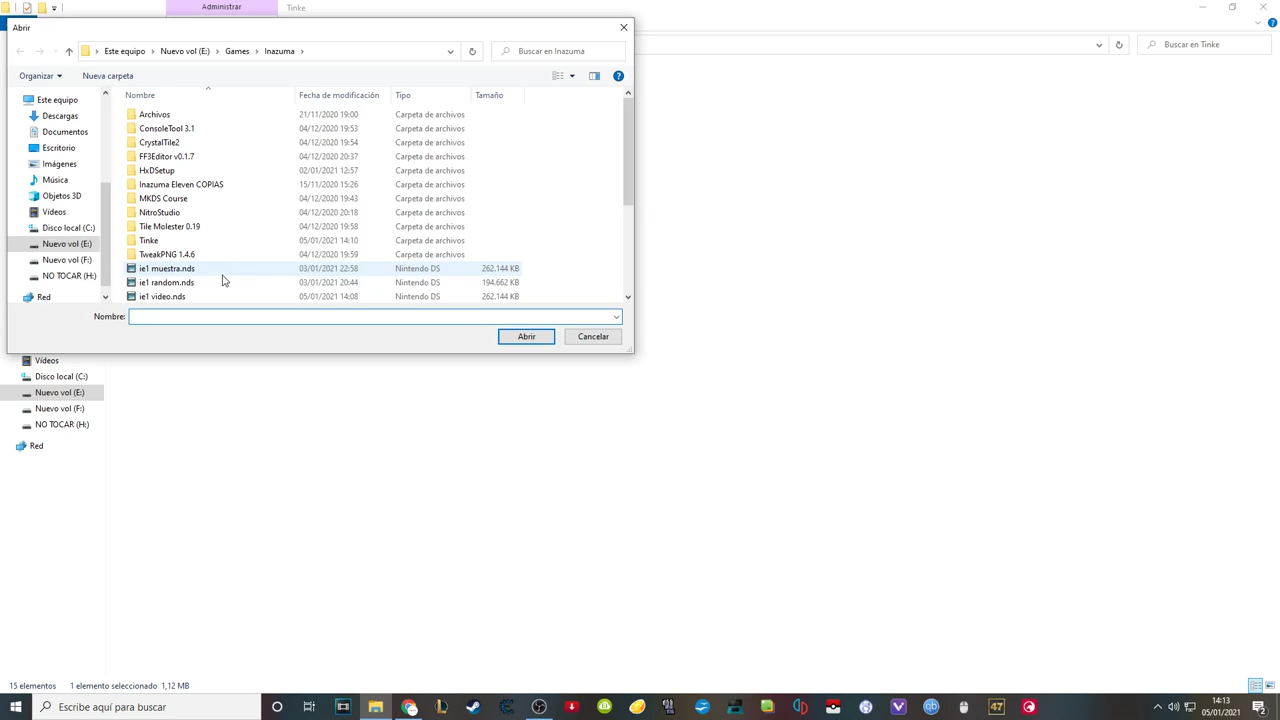 Administrar
Tinke
Abrir
Este equipo > Nuevo vol (E:) > Games > Inazuma >
Buscar en Inazuma
Buscar en Tinke
Organizar
Nueva carpeta
Nombre
Fecha de modificación
Tipo
Tamaño
Este equipo
Descargas
Documentos
Escritorio
Imágenes
Música
Objetos 3D
Vídeos
Disco local (C:)
Nuevo vol (E:)
Nuevo vol (F:)
NO TOCAR (H:)
Red
Archivos 21/11/2020 19:00 Carpeta de archivos
ConsoleTool 3.1 04/12/2020 19:53 Carpeta de archivos
CrystalTile2 04/12/2020 19:54 Carpeta de archivos
FF3Editor v0.1.7 04/12/2020 20:37 Carpeta de archivos
HxDSetup 02/01/2021 12:57 Carpeta de archivos
Inazuma Eleven COPIAS 15/11/2020 15:26 Carpeta de archivos
MKDS Course 04/12/2020 19:43 Carpeta de archivos
NitroStudio 04/12/2020 20:18 Carpeta de archivos
Tile Molester 0.19 04/12/2020 19:58 Carpeta de archivos
Tinke 05/01/2021 14:10 Carpeta de archivos
TweakPNG 1.4.6 04/12/2020 19:59 Carpeta de archivos
ie1 muestra.nds 03/01/2021 22:58 Nintendo DS 262.144 KB
ie1 random.nds 03/01/2021 20:44 Nintendo DS 194.662 KB
ie1 video.nds 05/01/2021 14:08 Nintendo DS 262.144 KB
Nombre:
Abrir
Cancelar
Vídeos
Disco local (C:)
Nuevo vol (E:)
Nuevo vol (F:)
NO TOCAR (H:)
Red
15 elementos 1 elemento seleccionado 1,12 MB
Escribe aquí para buscar
47
14:13
05/01/2021
2